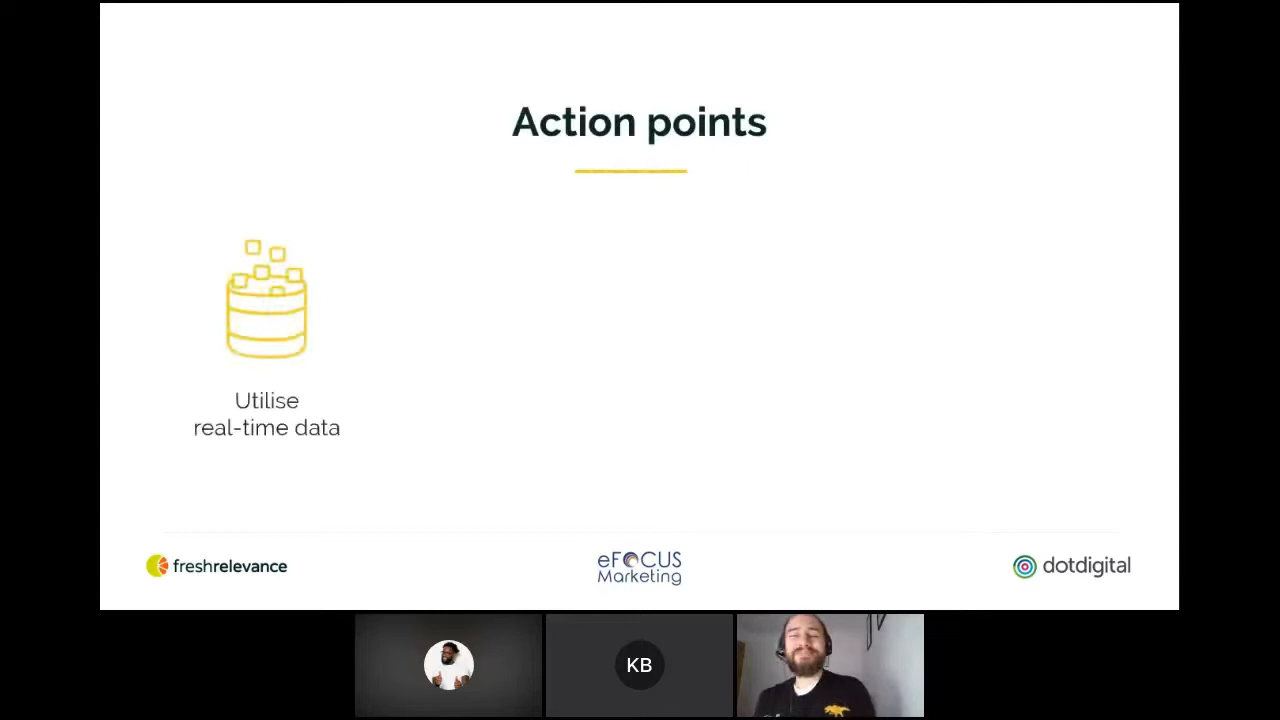 Action points
Utilise
real-time data
freshrelevance
eFOCUS
Marketing
dotdigital
KB